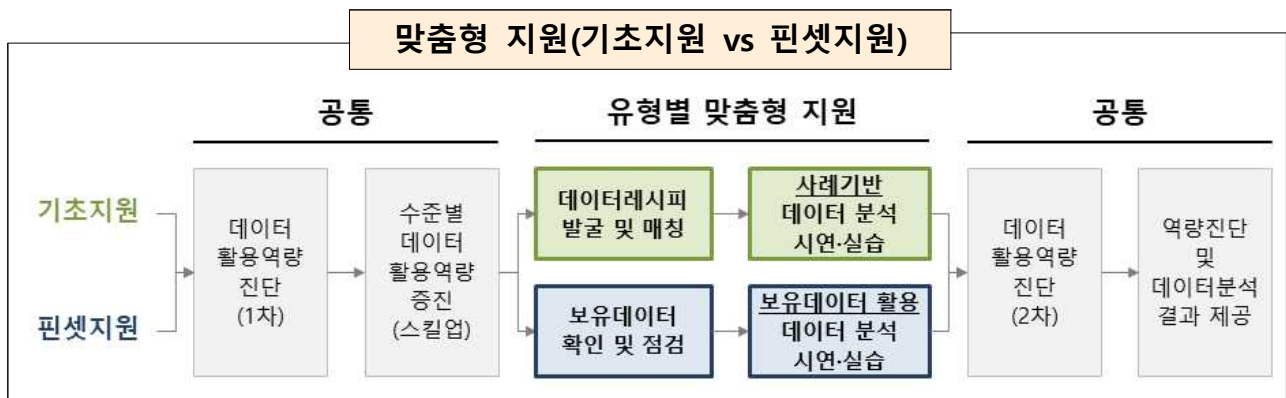 맞춤형 지원(기초지원 vs 핀셋지원)
공통
유형별 맞춤형 지원
공통
기초지원
핀셋지원
데이터
활용역량
진단
(1차)
수준별
데이터
활용역량
증진
(스킬업)
데이터레시피
발굴 및 매칭
사례기반
데이터 분석
시연·실습
보유데이터
확인 및 점검
보유데이터 활용
데이터 분석
시연·실습
데이터
활용역량
진단
(2차)
역량진단
및
데이터분석
결과 제공